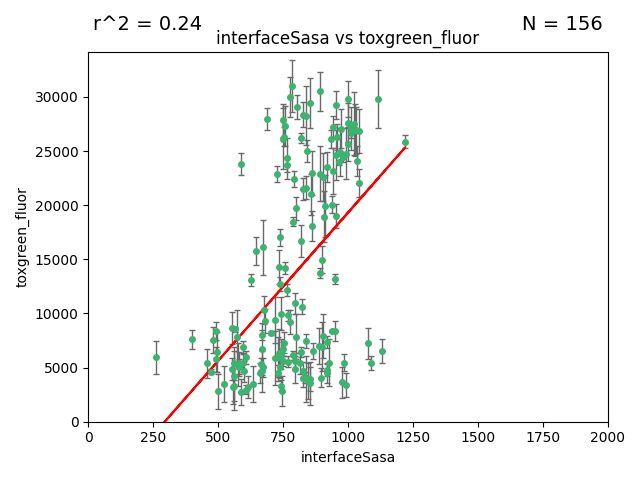 r^2 = 0.24
N = 156
interfaceSasa vs toxgreen_fluor
30000
25000
20000
15000
10000
5000
0
toxgreen_fluor
0 250 500 750 1000 1250 1500 1750 2000
interfaceSasa